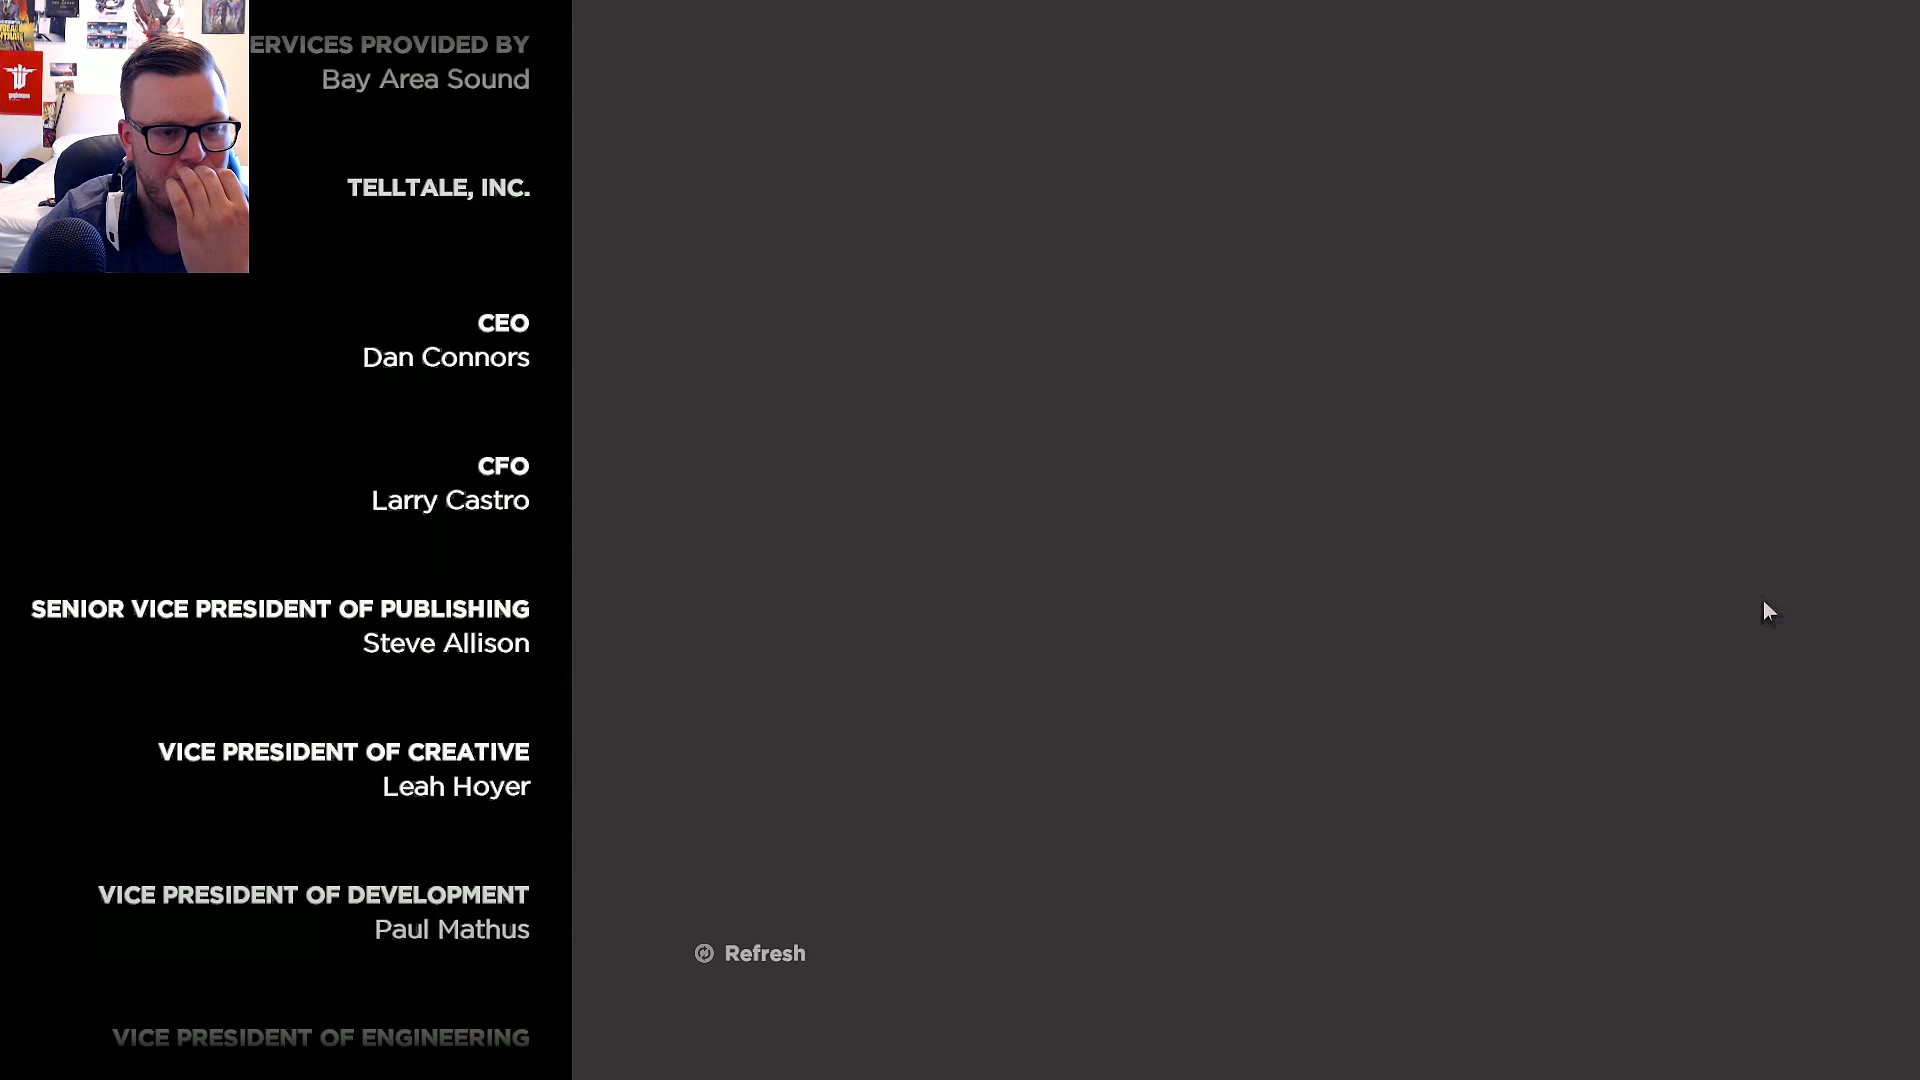 ERVICES PROVIDED BY
Bay Area Sound
TELLTALE, INC.
CEO
Dan Connors
CFO
Larry Castro
SENIOR VICE PRESIDENT OF PUBLISHING
Steve Allison
VICE PRESIDENT OF CREATIVE
Leah Hoyer
VICE PRESIDENT OF DEVELOPMENT
Paul Mathus
Refresh
VICE PRESIDENT OF ENGINEERING